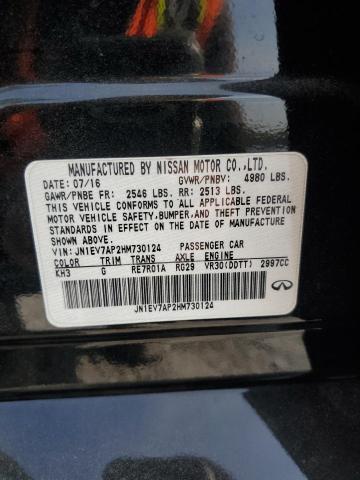 MANUFACTURED BY NISSAN MOTOR CO.,LTD.
DATE: 07/16 GVWR/PNBV: 4980 LBS.
GAWR/PNBE FR: 2546 LBS. RR: 2513 LBS.
THIS VEHICLE CONFORMS TO ALL APPLICABLE FEDERAL
MOTOR VEHICLE SAFETY,BUMPER,AND THEFT PREVENTION
STANDARDS IN EFFECT ON THE DATE OF MANUFACTURE
SHOWN ABOVE.
JN1EV7AP2HM730124 PASSENGER CAR
COLOR TRIM TRANS AXLE ENGINE
KH3 G RE7R01A RG29 VR30(DDTT) 2997CC
JN1EV7AP2HM730124
INFINITI